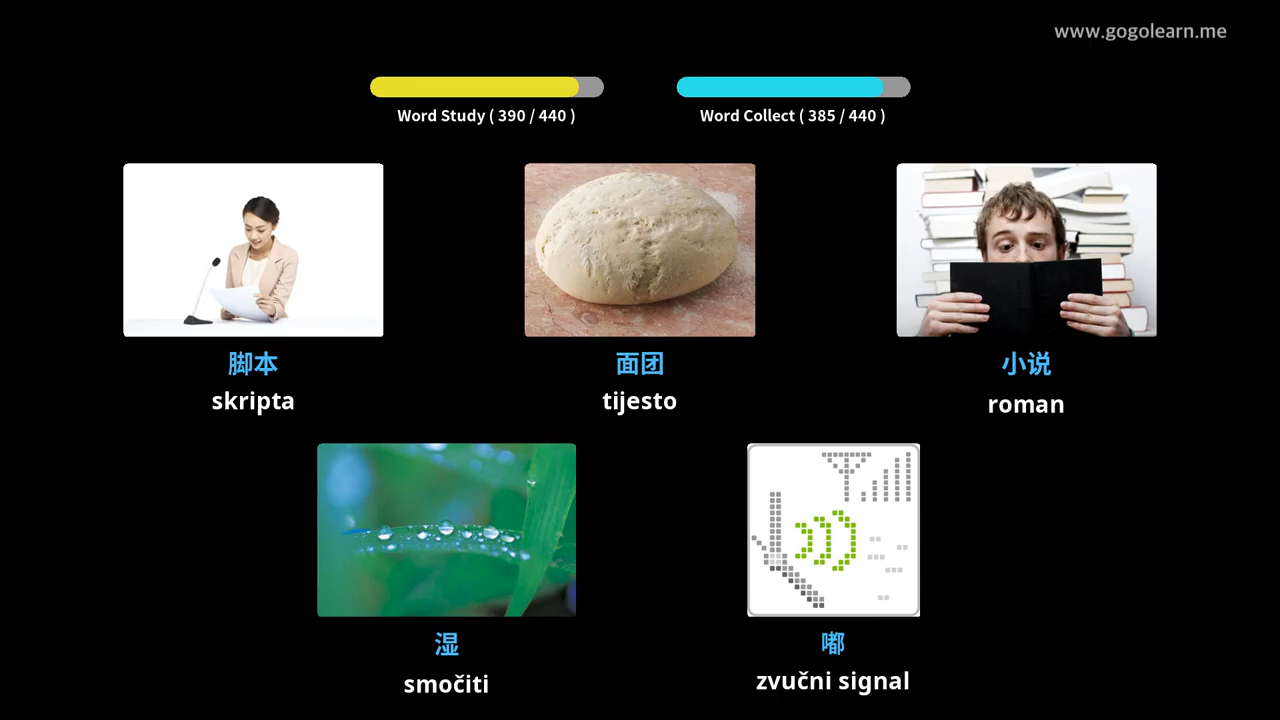 www.gogolearn.me
Word Study ( 390 / 440 )
Word Collect ( 385 / 440 )
脚本
skripta
面团
tijesto
小说
roman
湿
smočiti
嘟
zvučni signal